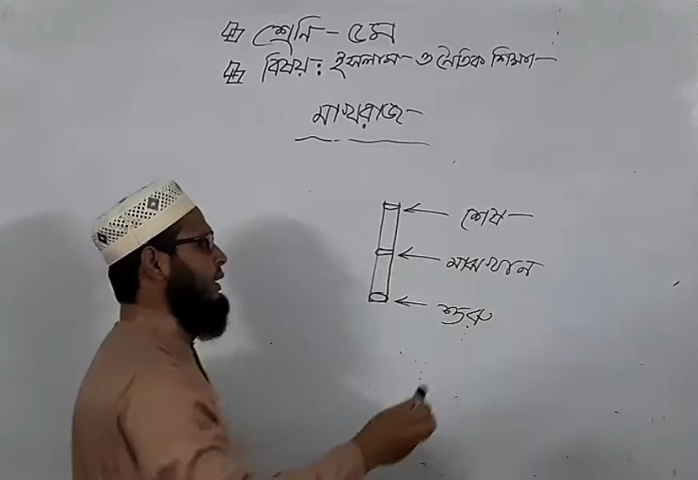 শ্রেনি - ৫ম
বিষয় : ইসলাম ও নৈতিক শিক্ষা
মাখরাজ
শেষ
মাঝখান
শুরু